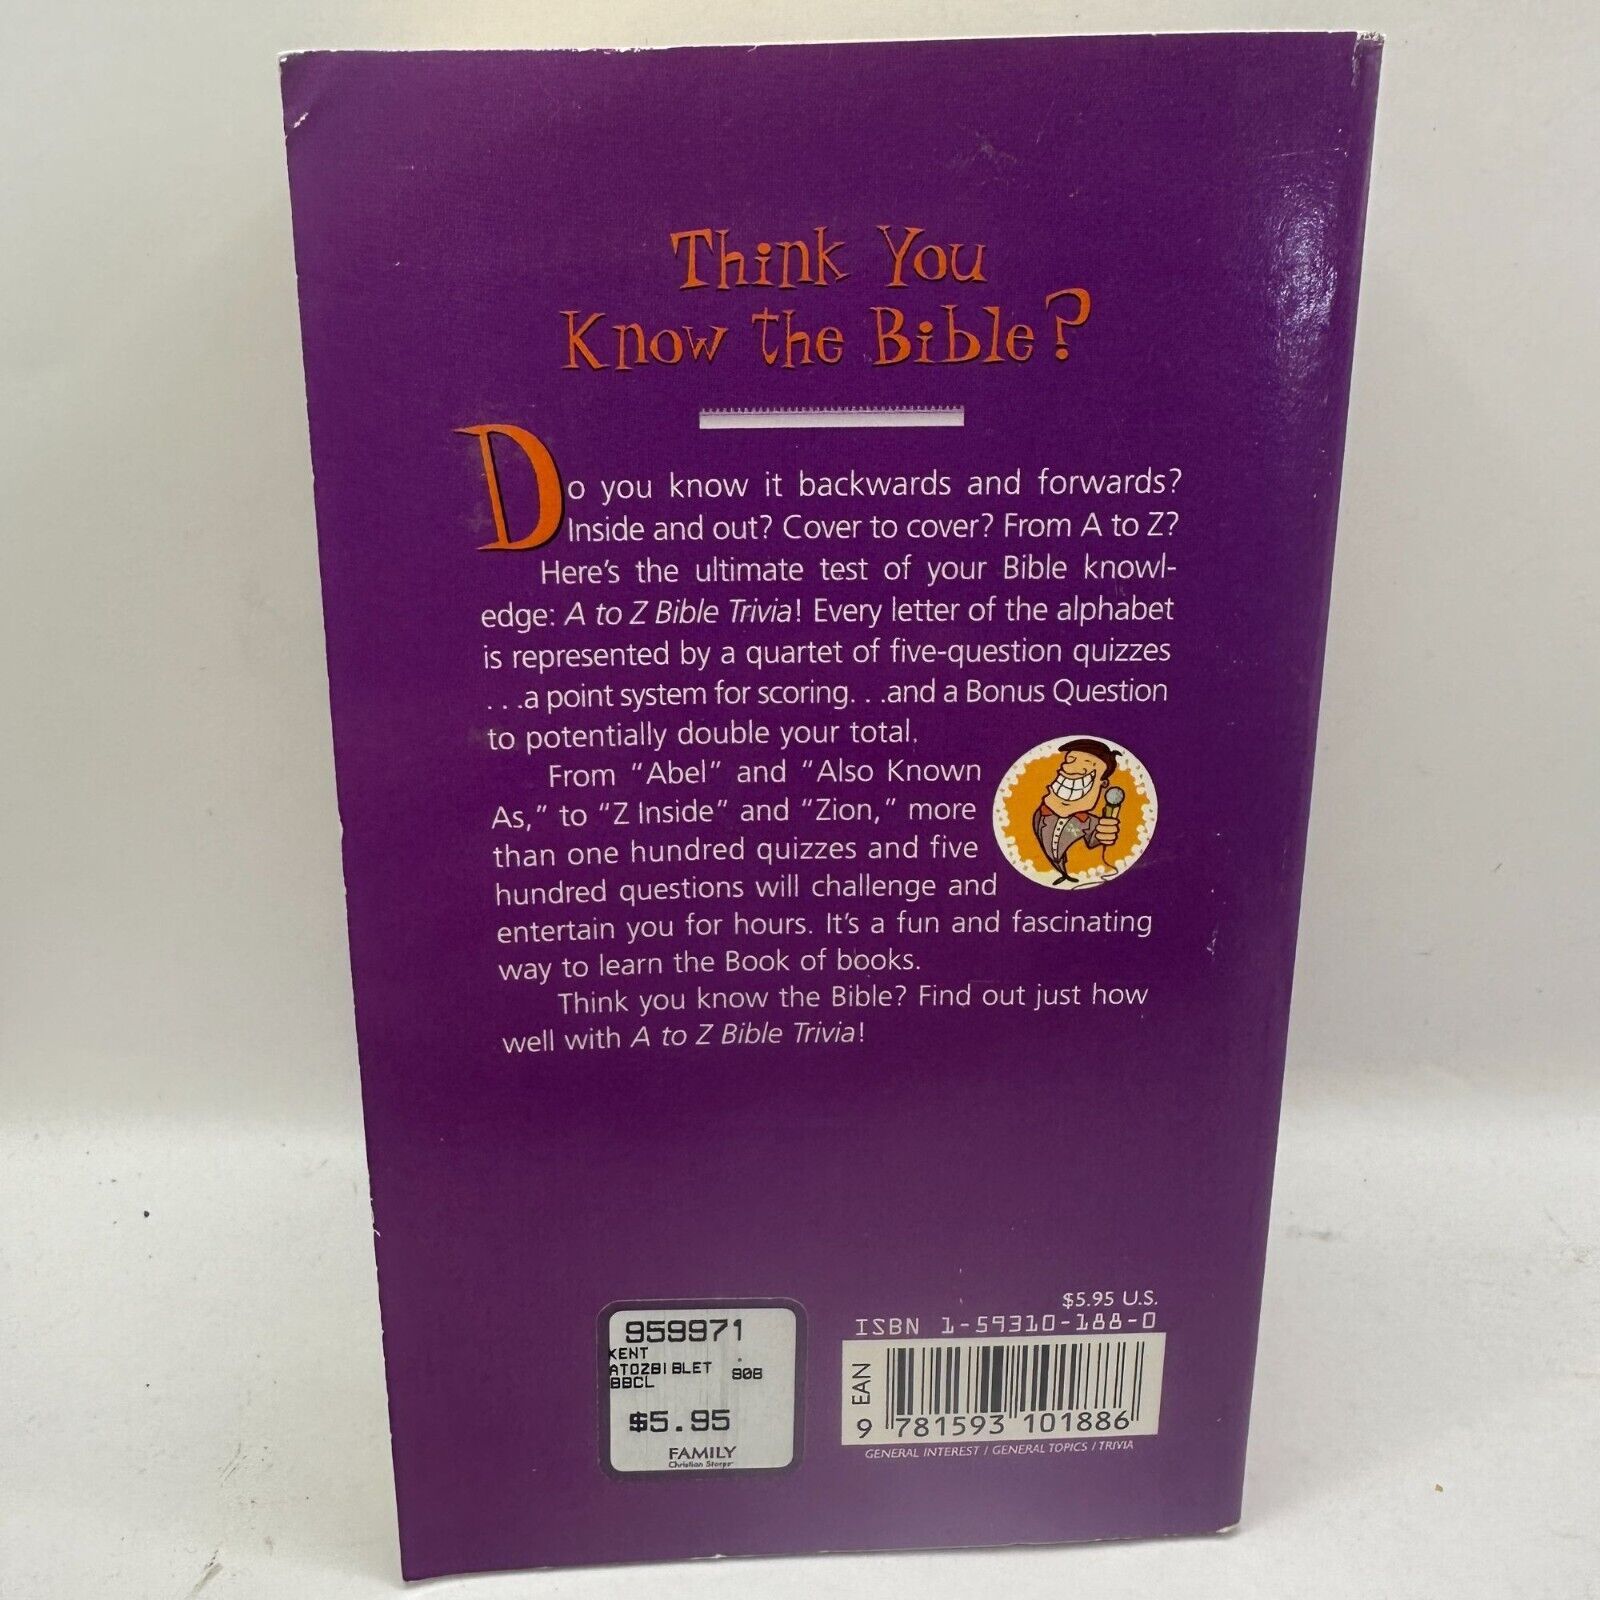 Think You
Know the Bible?
Do you know it backwards and forwards?
Inside and out? Cover to cover? From A to Z?
Here's the ultimate test of your Bible knowl-
edge: A to Z Bible Trivia! Every letter of the alphabet
is represented by a quartet of five-question quizzes
. . .a point system for scoring. . .and a Bonus Question
to potentially double your total.
From "Abel" and "Also Known
As," to "Z Inside" and "Zion," more
than one hundred quizzes and five
hundred questions will challenge and
entertain you for hours. It's a fun and fascinating
way to learn the Book of books.
Think you know the Bible? Find out just how
well with A to Z Bible Trivia!
959971
KENT
ATOZBIBLET 808
BBCL
$5.95
FAMILY
Christian Stores
$5.95 U.S.
ISBN 1-59310-188-0
EAN
9 781593 101886
GENERAL INTEREST / GENERAL TOPICS / TRIVIA